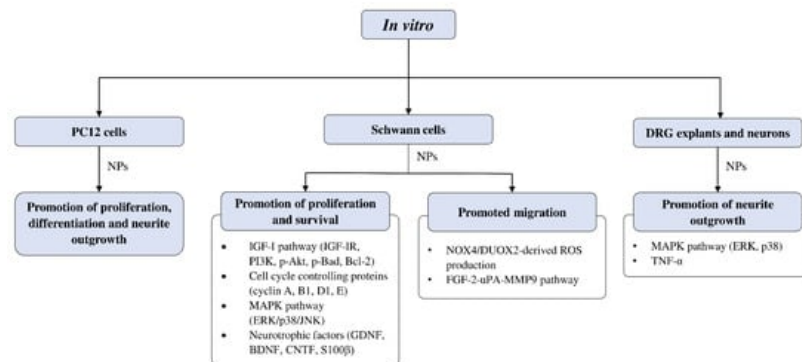 In vitro
PC12 cells
Schwann cells
DRG explants and neurons
NPs
NPs
NPs
Promotion of proliferation,
differentiation and neurite
outgrowth
Promotion of proliferation
and survival
• IGF-I pathway (IGF-IR,
PI3K, p-Akt, p-Bad, Bcl-2)
• Cell cycle controlling proteins
(cyclin A, B1, D1, E)
• MAPK pathway
(ERK/p38/JNK)
• Neurotrophic factors (GDNF,
BDNF, CNTF, S100β)
Promoted migration
• NOX4/DUOX2-derived ROS
production
• FGF-2-uPA-MMP9 pathway
Promotion of neurite
outgrowth
• MAPK pathway (ERK, p38)
• TNF-α